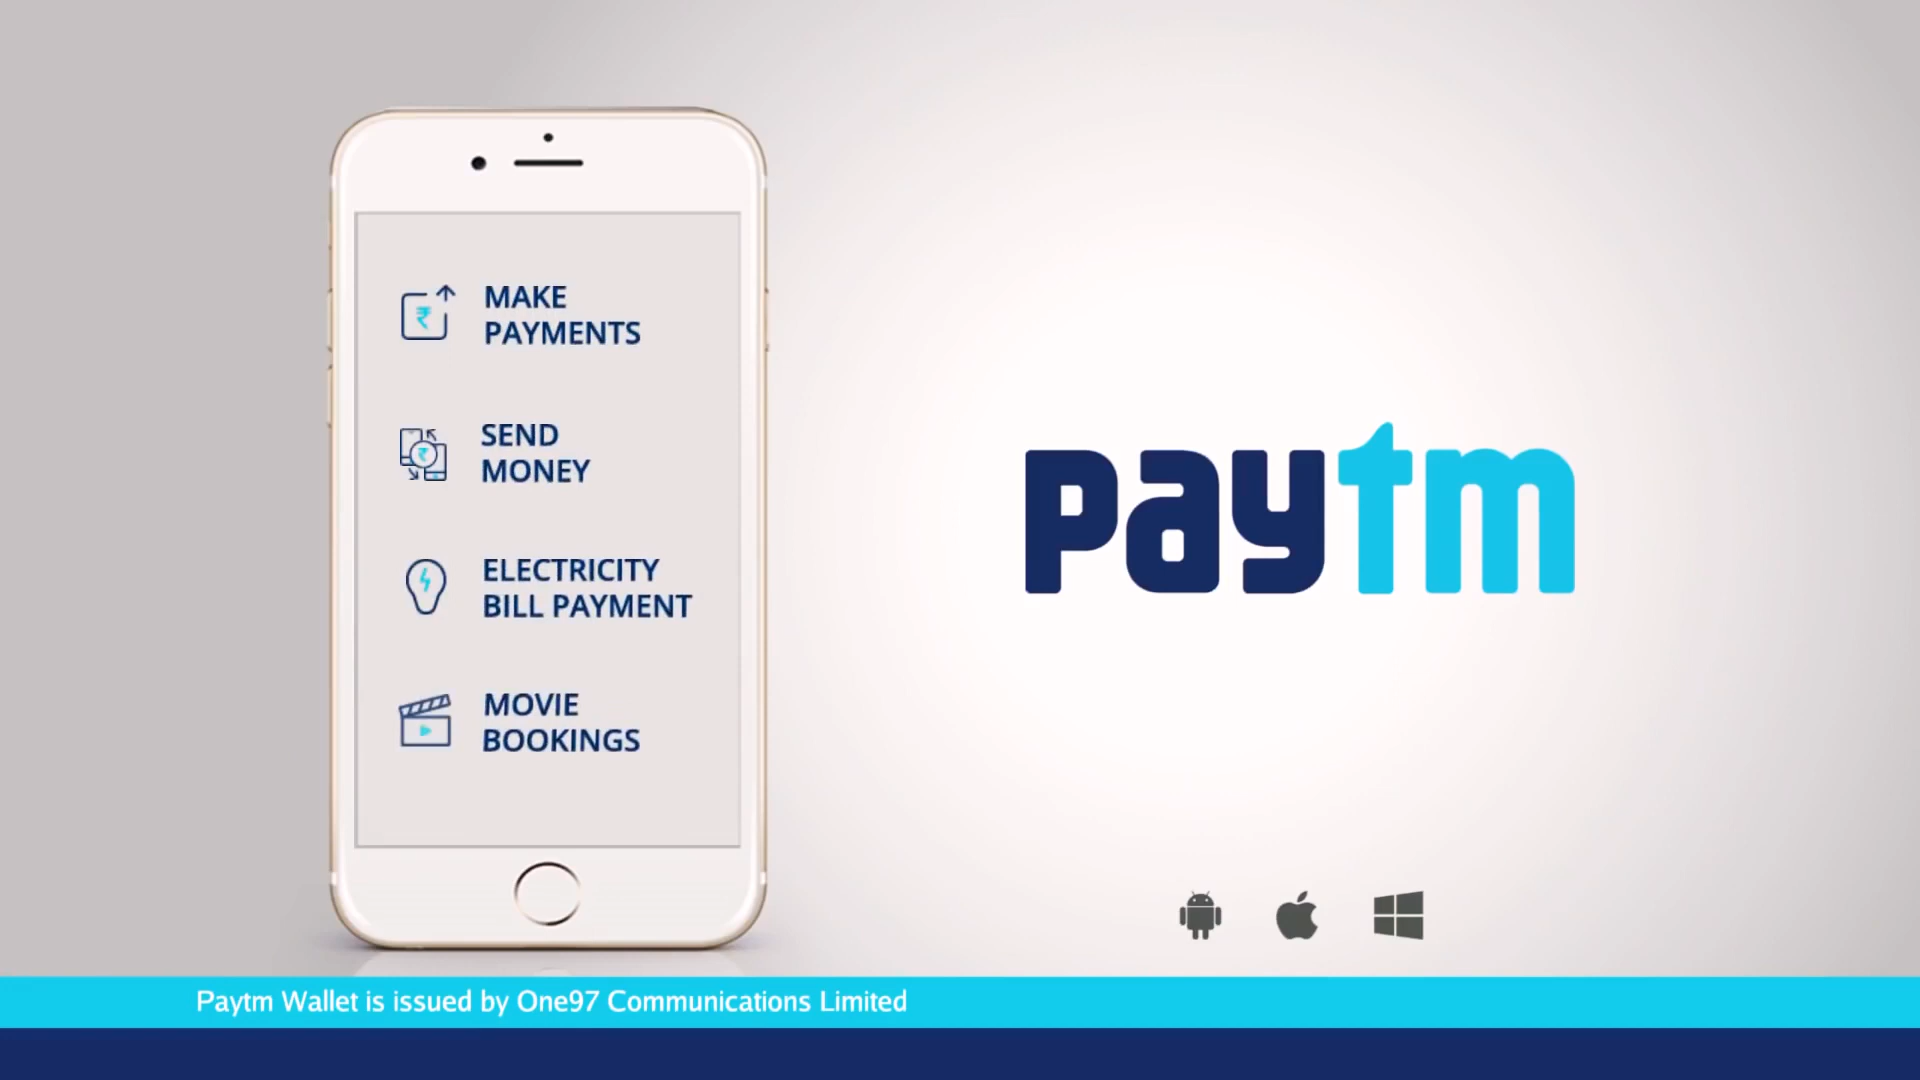 MAKE
PAYMENTS
SEND
MONEY
ELECTRICITY
BILL PAYMENT
MOVIE
BOOKINGS
paytm
Paytm Wallet is issued by One97 Communications Limited